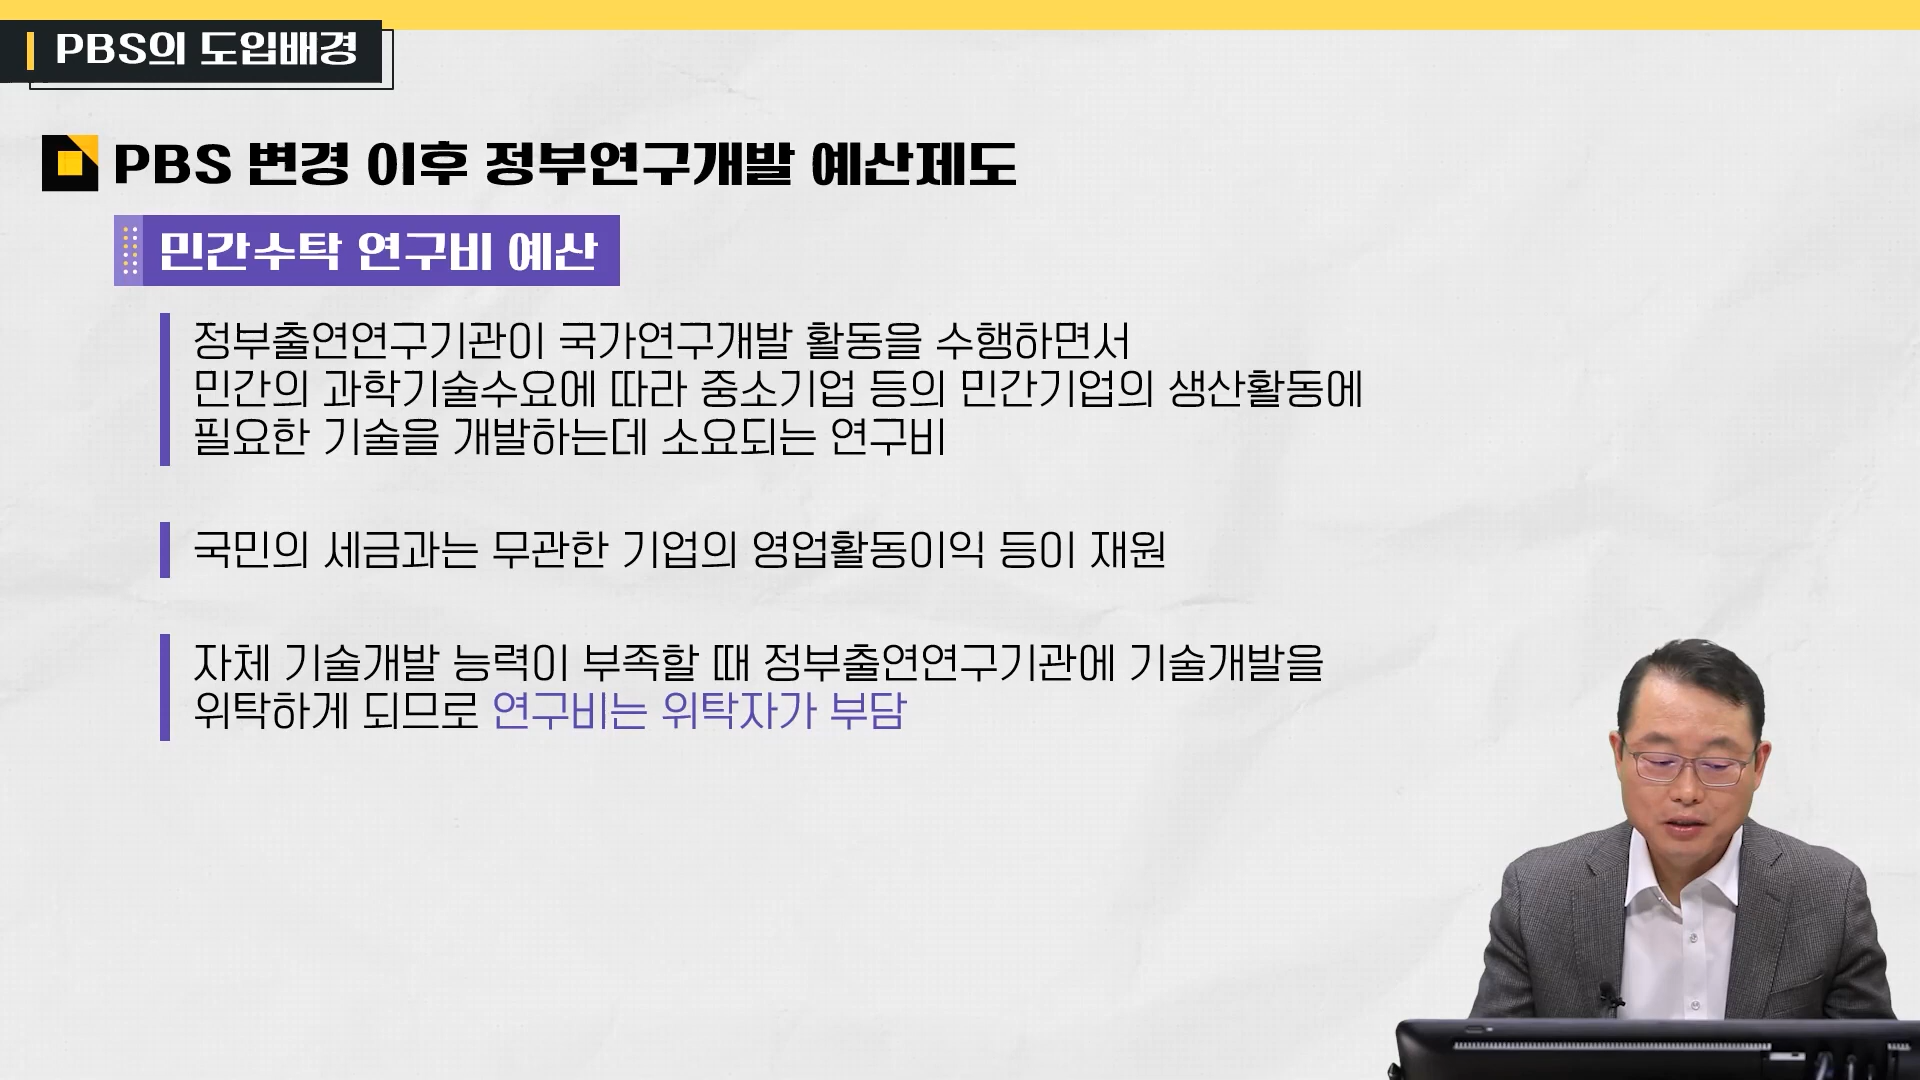 PBS의 도입배경
PBS 변경 이후 정부연구개발 예산제도
민간수탁 연구비 예산
정부출연연구기관이 국가연구개발 활동을 수행하면서
민간의 과학기술수요에 따라 중소기업 등의 민간기업의 생산활동에
필요한 기술을 개발하는데 소요되는 연구비
국민의 세금과는 무관한 기업의 영업활동이익 등이 재원
자체 기술개발 능력이 부족할 때 정부출연연구기관에 기술개발을
위탁하게 되므로 연구비는 위탁자가 부담